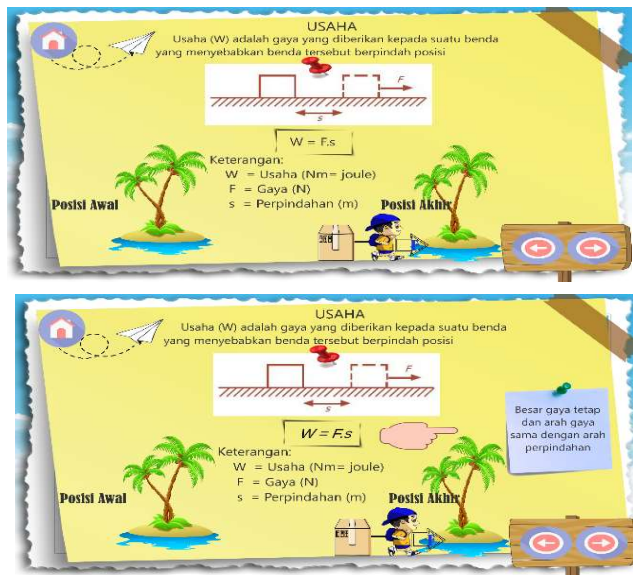 USAHA
Usaha (W) adalah gaya yang diberikan kepada suatu benda
yang menyebabkan benda tersebut berpindah posisi
F
s
W = F.s
Keterangan:
W = Usaha (Nm= joule)
F = Gaya (N)
s = Perpindahan (m)
Posisi Awal
Posisi Akhir
USAHA
Usaha (W) adalah gaya yang diberikan kepada suatu benda
yang menyebabkan benda tersebut berpindah posisi
F
s
W = F.s
Besar gaya tetap
dan arah gaya
sama dengan arah
perpindahan
Keterangan:
W = Usaha (Nm= joule)
F = Gaya (N)
s = Perpindahan (m)
Posisi Awal
Posisi Akhir